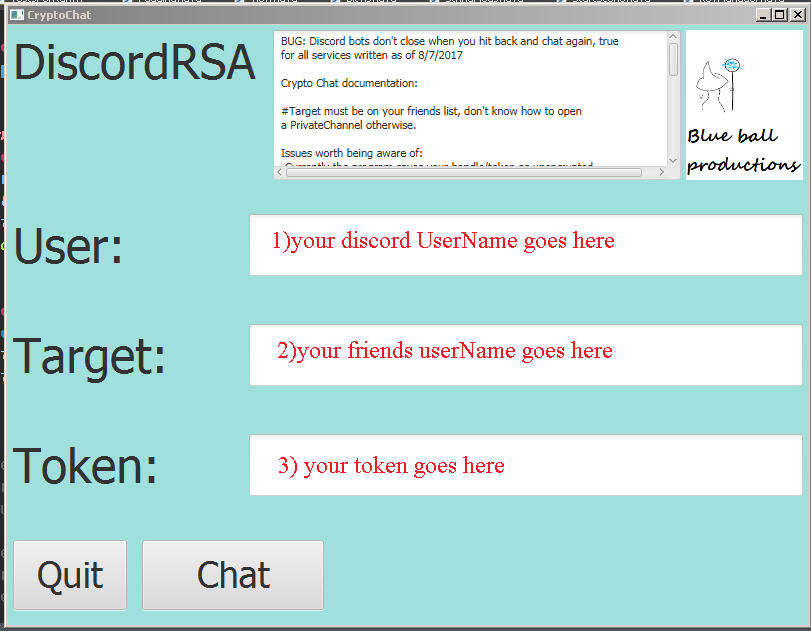 CryptoChat
DiscordRSA
BUG: Discord bots don't close when you hit back and chat again, true
for all services written as of 8/7/2017
Crypto Chat documentation:
#Target must be on your friends list, don't know how to open
a PrivateChannel otherwise.
Issues worth being aware of:
Blue ball
productions
User:
1)your discord UserName goes here
Target:
2)your friends userName goes here
Token:
3) your token goes here
Quit
Chat